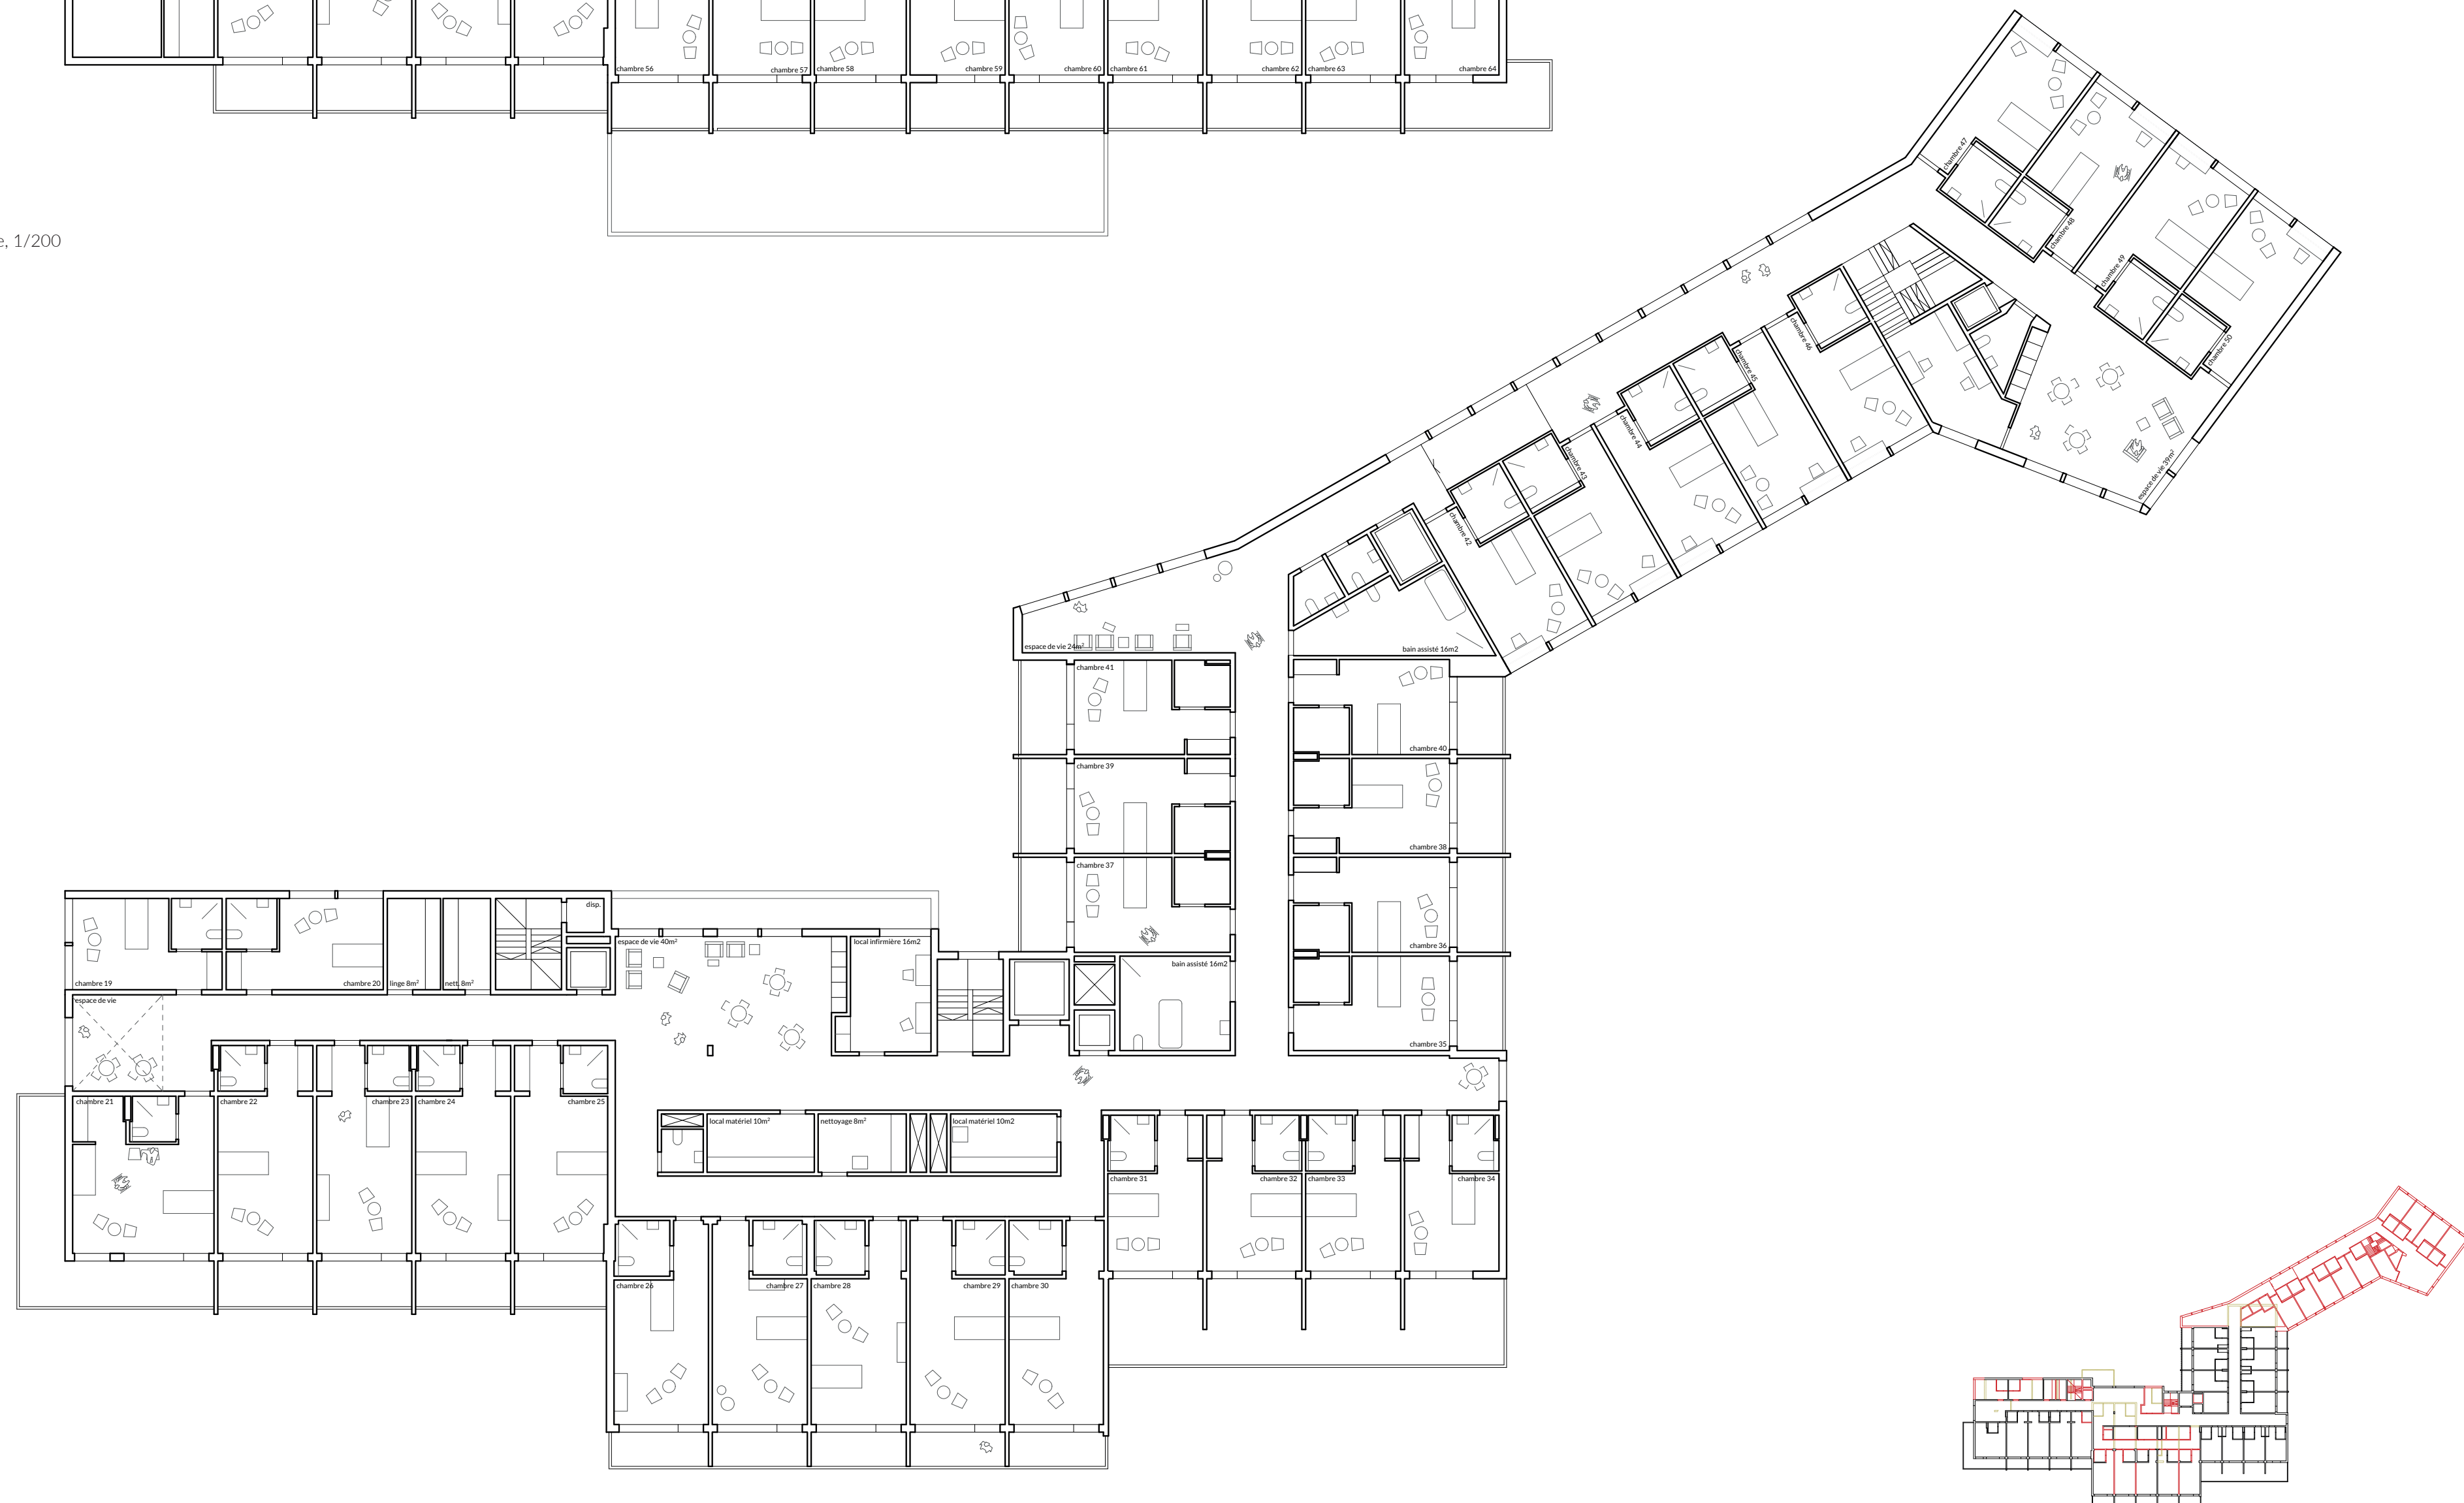 chambre 56
chambre 57
chambre 58
chambre 59
chambre 60
chambre 61
chambre 62
chambre 63
chambre 64
e, 1/200
chambre 47
chambre 48
chambre 49
chambre 50
chambre 46
chambre 45
chambre 44
chambre 43
chambre 42
espace de vie 39m²
espace de vie 24m²
bain assisté 16m2
chambre 41
chambre 40
chambre 39
chambre 38
chambre 37
chambre 36
chambre 35
bain assisté 16m2
disp.
espace de vie 40m²
local infirmière 16m2
chambre 19
chambre 20
linge 8m²
nett. 8m²
espace de vie
chambre 21
chambre 22
chambre 23
chambre 24
chambre 25
local matériel 10m²
nettoyage 8m²
local matériel 10m2
chambre 31
chambre 32
chambre 33
chambre 34
chambre 26
chambre 27
chambre 28
chambre 29
chambre 30